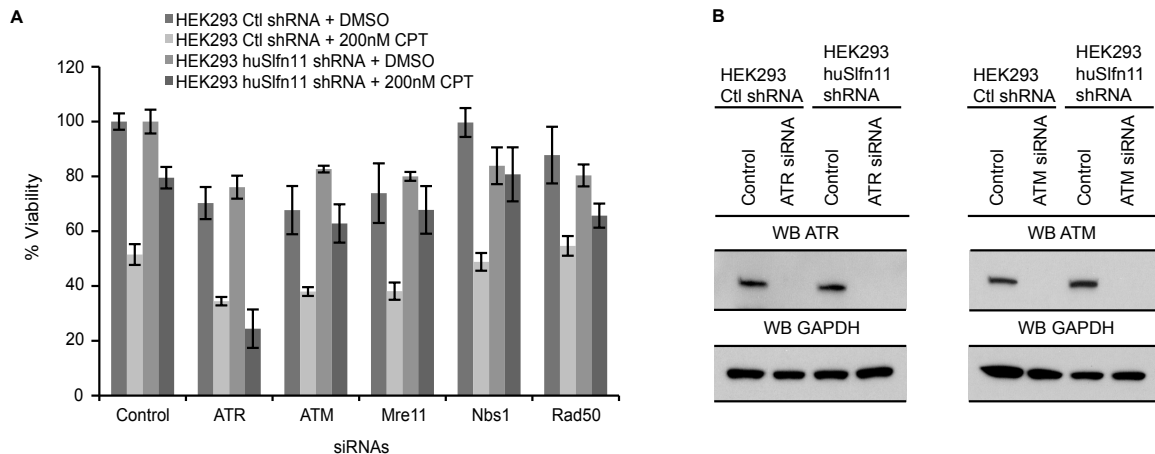 A
HEK293 Ctl shRNA + DMSO
HEK293 Ctl shRNA + 200nM CPT
HEK293 huSlfn11 shRNA + DMSO
HEK293 huSlfn11 shRNA + 200nM CPT
% Viability
120
100
80
60
40
20
0
Control
ATR
ATM
Mre11
Nbs1
Rad50
siRNAs
B
HEK293
Ctl shRNA
HEK293
huSlfn11
shRNA
Control
ATR siRNA
Control
ATR siRNA
WB ATR
WB GAPDH
HEK293
Ctl shRNA
HEK293
huSlfn11
shRNA
Control
ATM siRNA
Control
ATM siRNA
WB ATM
WB GAPDH